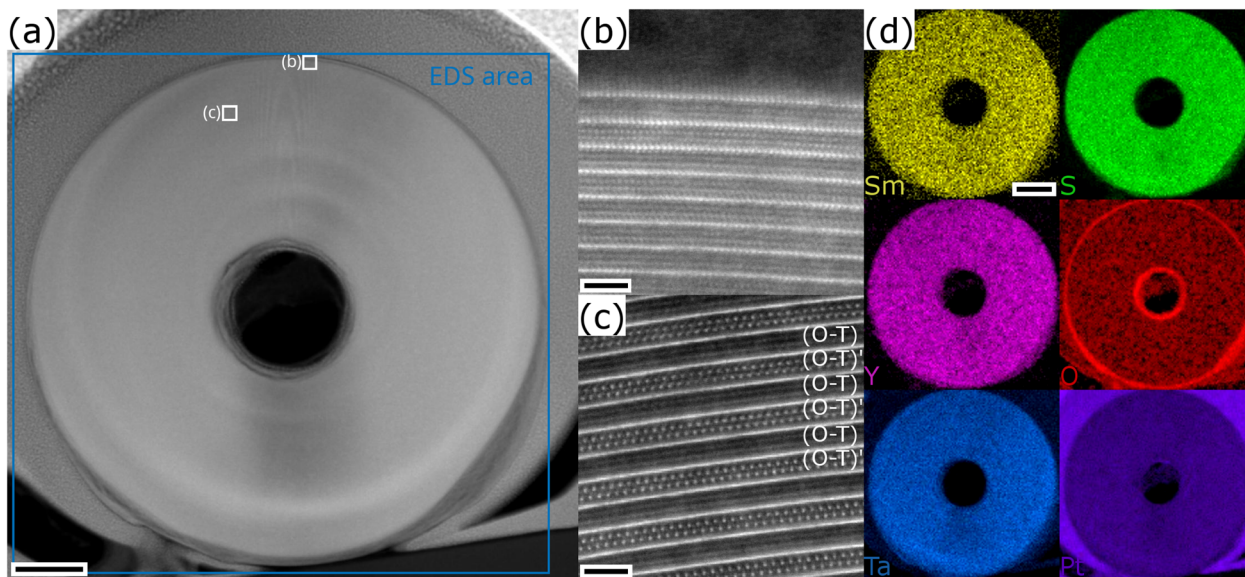 (a)
EDS area
(b)
(c)
(b)
(c)
(O-T)
(O-T)'
(O-T)
(O-T)'
(O-T)
(O-T)'
(d)
Sm
S
Y
O
Ta
Pt